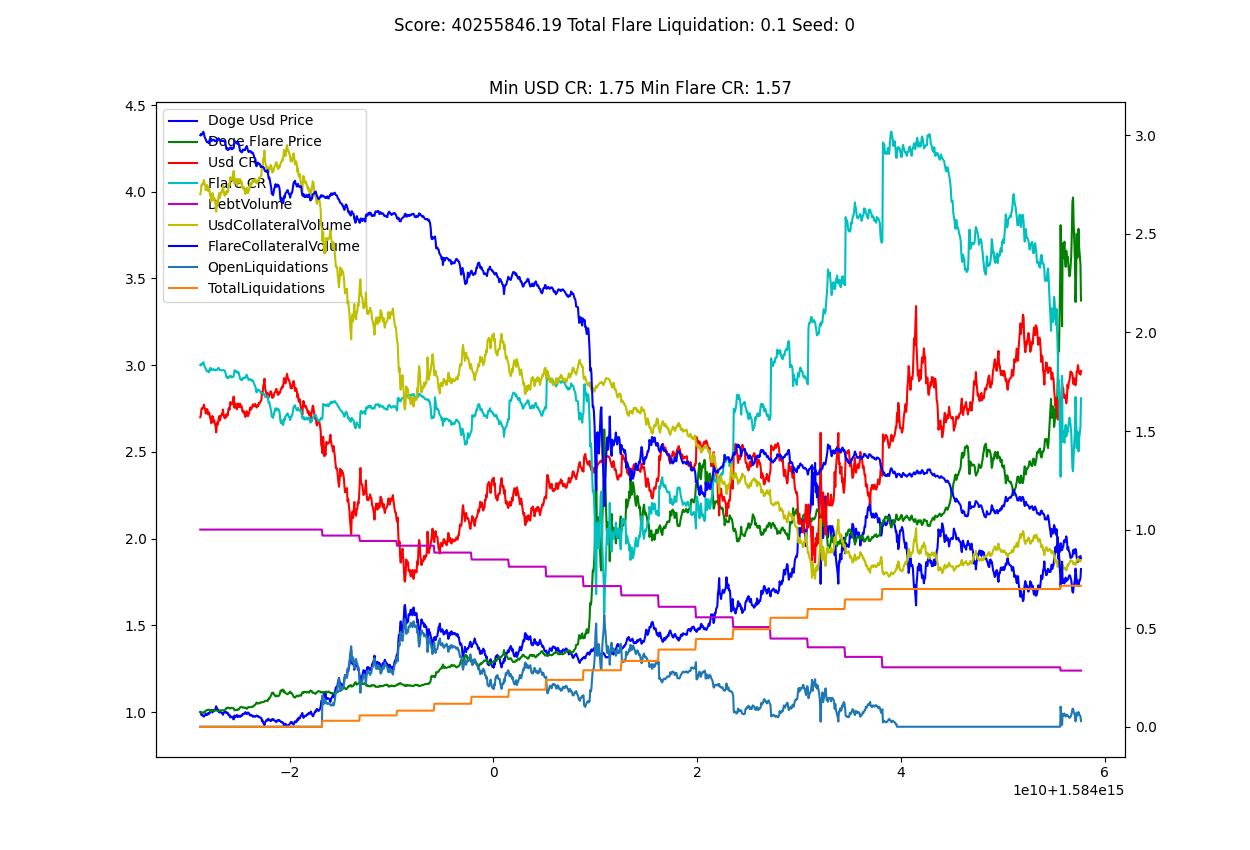 Score: 40255846.19 Total Flare Liquidation: 0.1 Seed: 0
Min USD CR: 1.75 Min Flare CR: 1.57
Doge Usd Price
Doge Flare Price
Usd CR
Flare CR
DebtVolume
UsdCollateralVolume
FlareCollateralVolume
OpenLiquidations
TotalLiquidations
4.5
4.0
3.5
3.0
2.5
2.0
1.5
1.0
3.0
2.5
2.0
1.5
1.0
0.5
0.0
−2
0
2
4
6
1e10+1.584e15